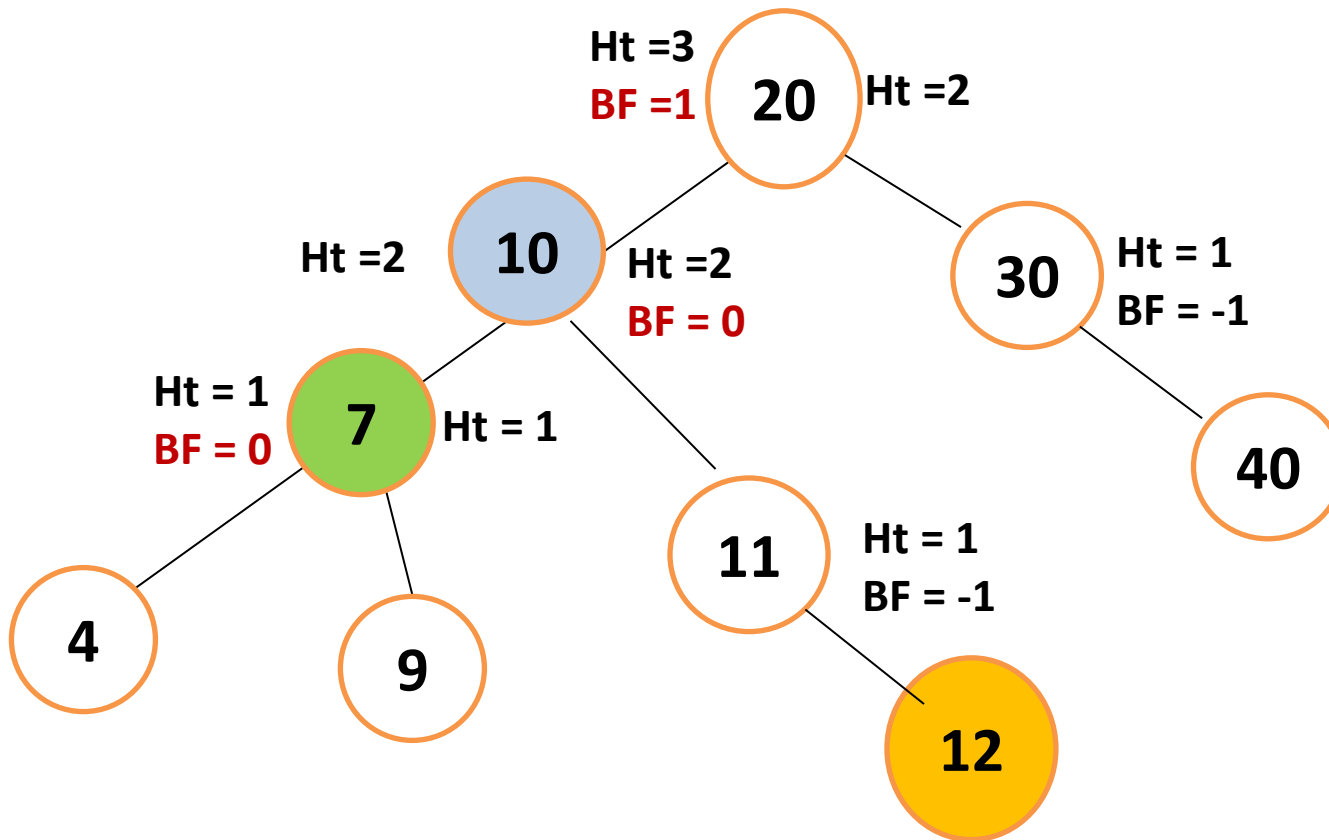 Ht =3
BF =1
20
Ht =2
Ht =2
10
Ht =2
BF = 0
30
Ht = 1
BF = -1
Ht = 1
BF = 0
7
Ht = 1
40
11
Ht = 1
BF = -1
4
9
12